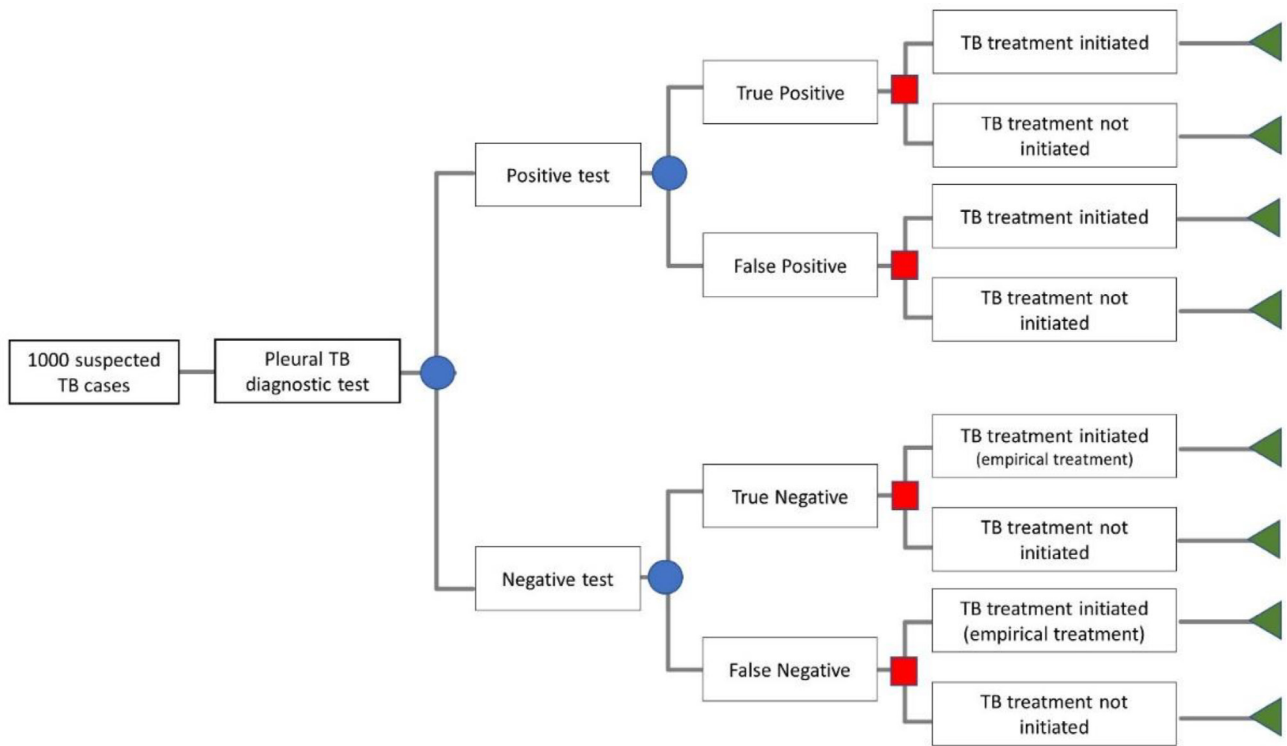 1000 suspected
TB cases
Pleural TB
diagnostic test
Positive test
True Positive
TB treatment initiated
TB treatment not
initiated
False Positive
TB treatment initiated
TB treatment not
initiated
Negative test
True Negative
TB treatment initiated
(empirical treatment)
TB treatment not
initiated
False Negative
TB treatment initiated
(empirical treatment)
TB treatment not
initiated